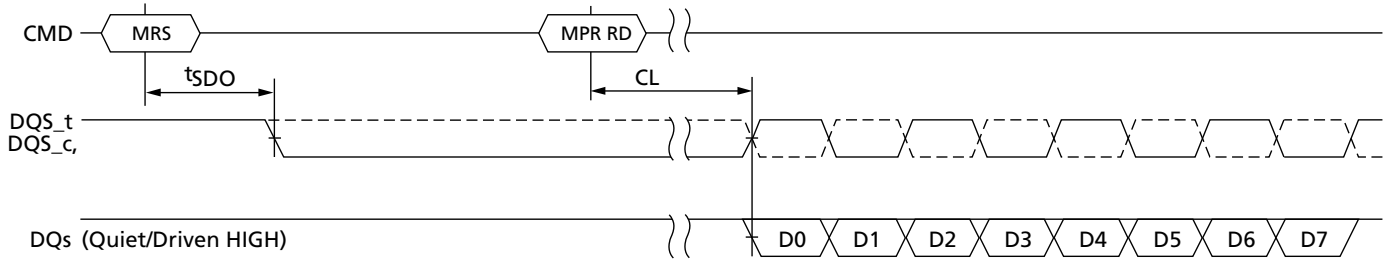 CMD MRS MPR RD
tSDO CL
DQS_t
DQS_c,
DQs (Quiet/Driven HIGH) D0 D1 D2 D3 D4 D5 D6 D7